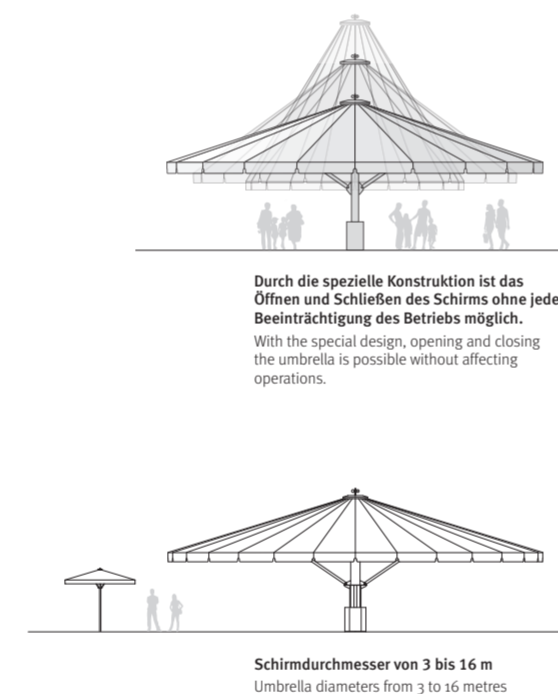 Durch die spezielle Konstruktion ist das
Öffnen und Schließen des Schirms ohne jede
Beeinträchtigung des Betriebs möglich.
With the special design, opening and closing
the umbrella is possible without affecting
operations.
Schirmdurchmesser von 3 bis 16 m
Umbrella diameters from 3 to 16 metres